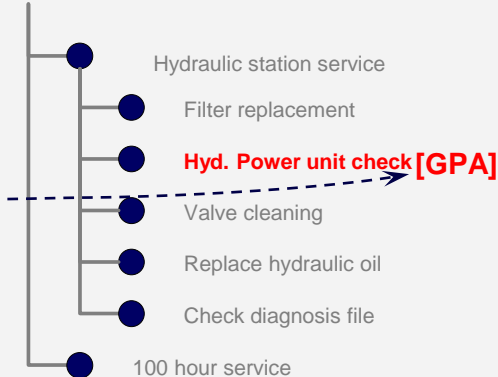 Hydraulic station service
Filter replacement
Hyd. Power unit check [GPA]
Valve cleaning
Replace hydraulic oil
Check diagnosis file
100 hour service